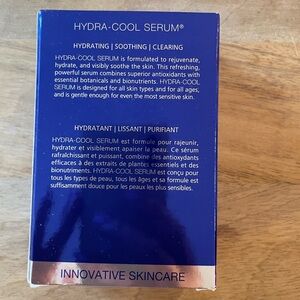 HYDRA-COOL SERUM®
HYDRATING | SOOTHING | CLEARING
HYDRA-COOL SERUM is formulated to rejuvenate,
hydrate, and visibly soothe the skin. This refreshing,
powerful serum combines superior antioxidants with
essential botanicals and bionutrients. HYDRA-COOL
SERUM is designed for all skin types and for all ages,
and is gentle enough for even the most sensitive skin.
HYDRATANT | LISSANT | PURIFIANT
HYDRA-COOL SERUM est formulé pour rajeunir,
hydrater et visiblement apaiser la peau. Ce sérum
rafraîchissant et puissant, combine des antioxydants
efficaces à des extraits de plantes essentiels et des
bionutriments. HYDRA-COOL SERUM est conçu pour
tous les types de peau, tous les âges et sa formule est
suffisamment douce pour les peaux les plus sensibles.
INNOVATIVE SKINCARE